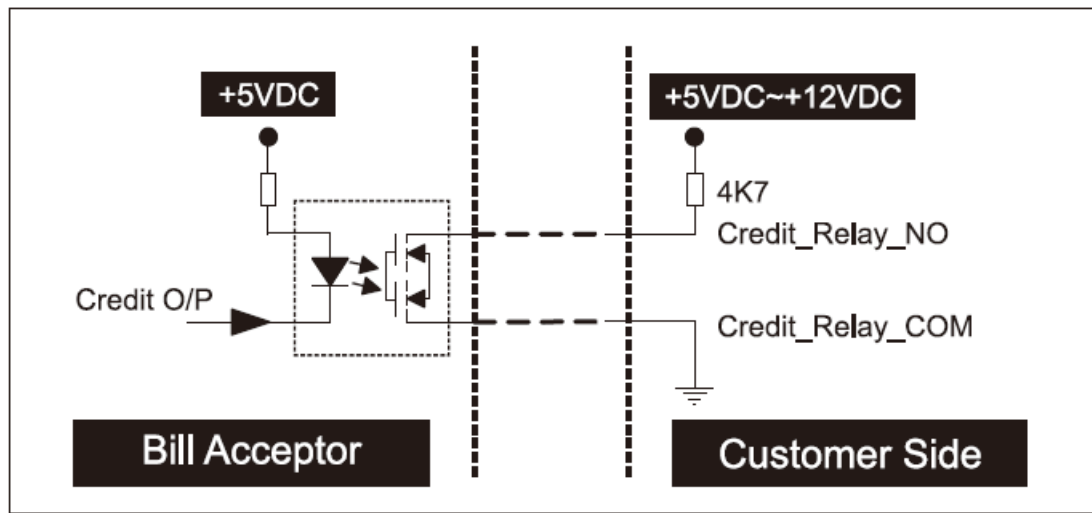 +5VDC
+5VDC~+12VDC
4K7
Credit_Relay_NO
Credit O/P
Credit_Relay_COM
Bill Acceptor
Customer Side